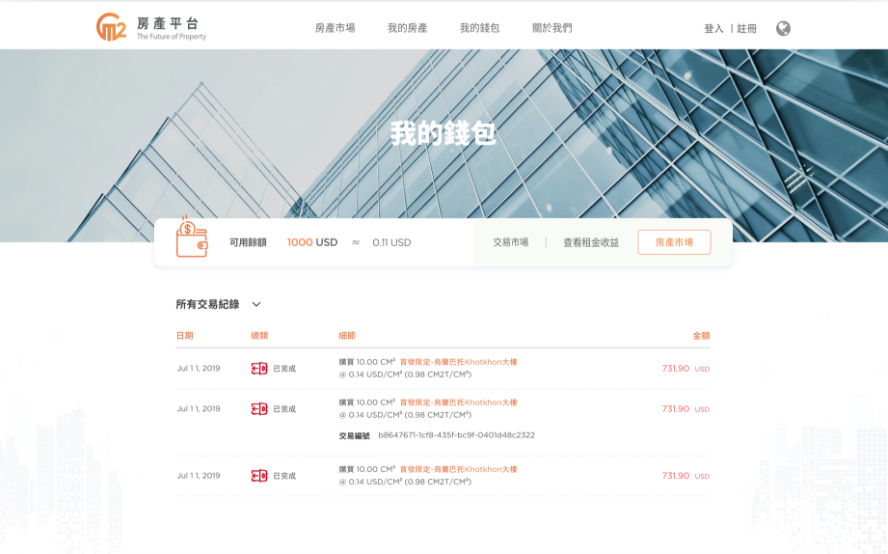 CM2 房產平台
The Future of Property
房產市場 我的房產 我的錢包 關於我們
登入 | 註冊
我的錢包
可用餘額 1000 USD ≈ 0.11 USD
交易市場 | 查看租金收益 房產市場
所有交易紀錄
日期 總類 細節 金額
Jul 11, 2019 已完成 購買 10.00 CM² 首發限定-烏蘭巴托Khotkhon大樓 731.90 USD
@ 0.14 USD/CM² (0.98 CM2T/CM²)
Jul 11, 2019 已完成 購買 10.00 CM² 首發限定-烏蘭巴托Khotkhon大樓 731.90 USD
@ 0.14 USD/CM² (0.98 CM2T/CM²)
交易編號 b8647671-1cf8-435f-bc9f-0401d48c2322
Jul 11, 2019 已完成 購買 10.00 CM² 首發限定-烏蘭巴托Khotkhon大樓 731.90 USD
@ 0.14 USD/CM² (0.98 CM2T/CM²)